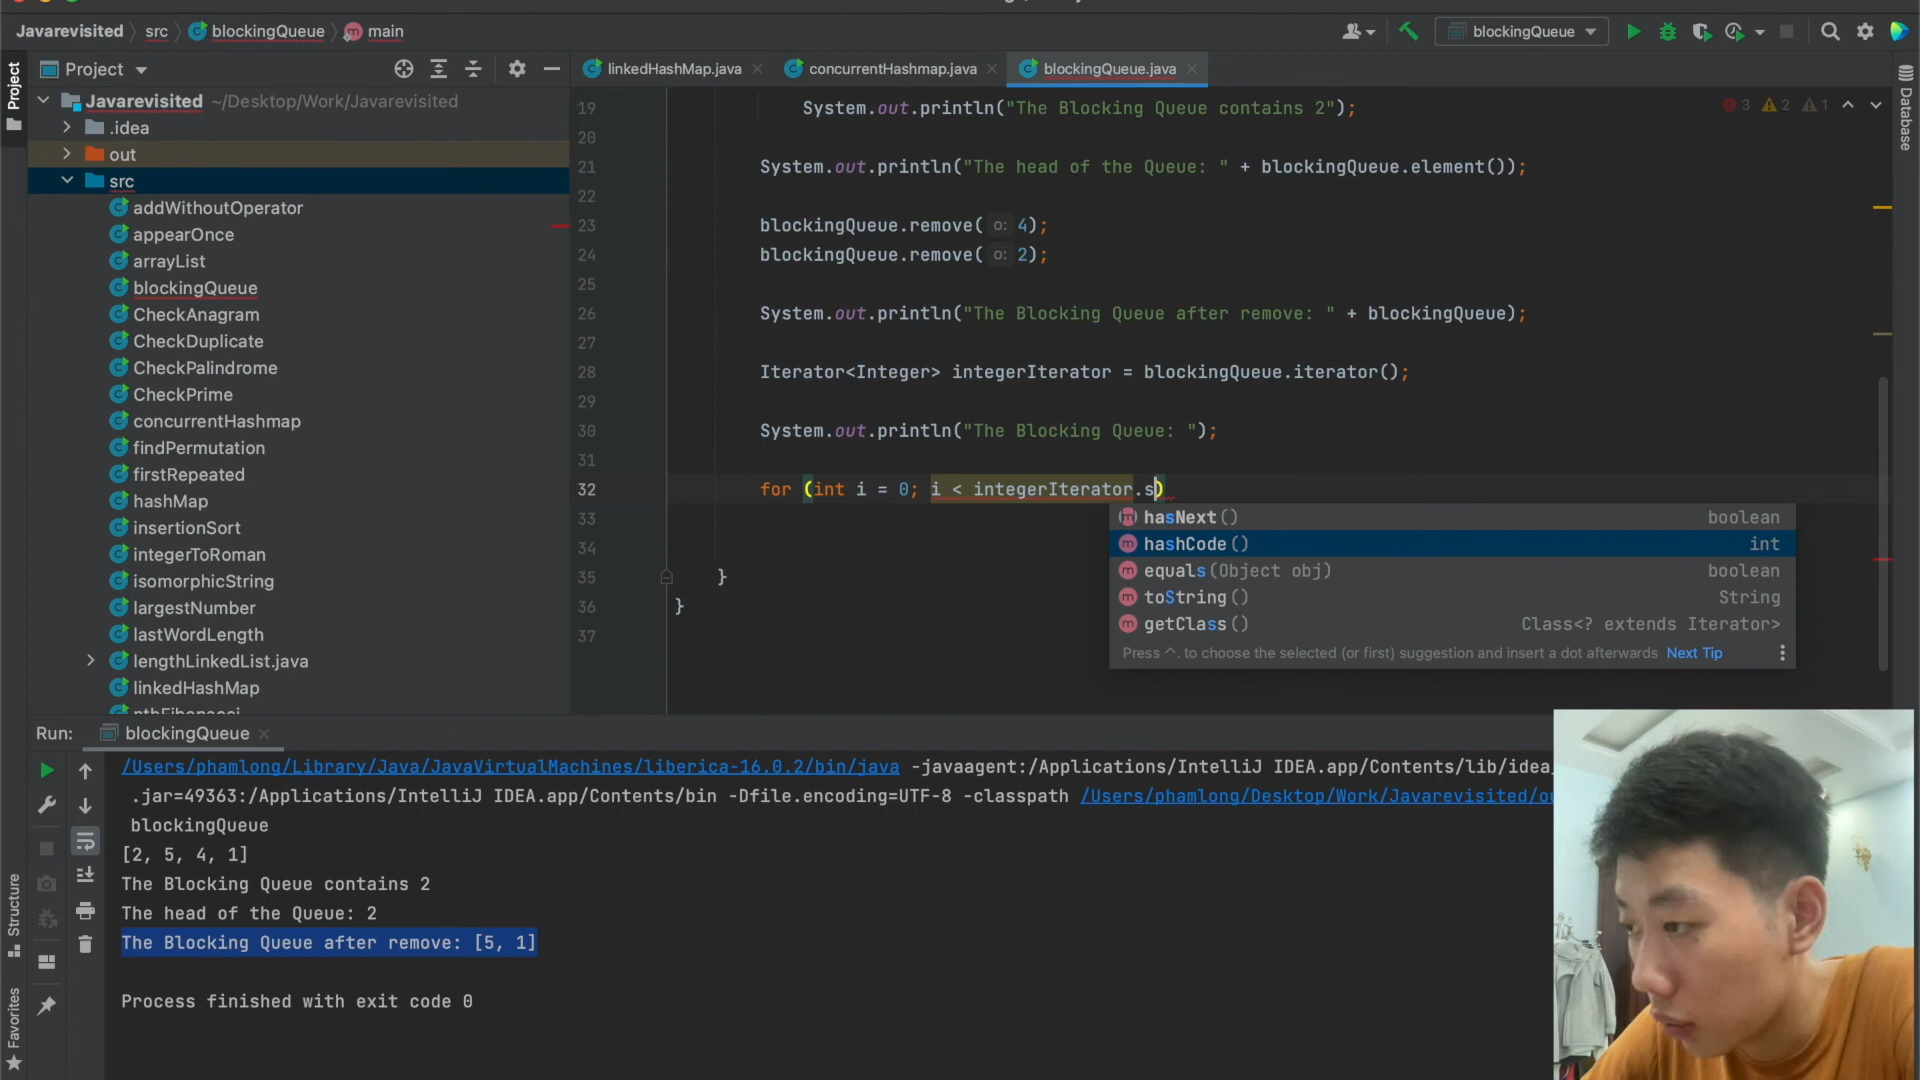 Javarevisited
src
blockingQueue
main
blockingQueue
Project
linkedHashMap.java
concurrentHashmap.java
blockingQueue.java
Project
Database
Javarevisited ~/Desktop/Work/Javarevisited
.idea
out
src
addWithoutOperator
appearOnce
arrayList
blockingQueue
CheckAnagram
CheckDuplicate
CheckPalindrome
CheckPrime
concurrentHashmap
findPermutation
firstRepeated
hashMap
insertionSort
integerToRoman
isomorphicString
largestNumber
lastWordLength
lengthLinkedList.java
linkedHashMap
3 2 1
19 System.out.println("The Blocking Queue contains 2");
20
21 System.out.println("The head of the Queue: " + blockingQueue.element());
22
23 blockingQueue.remove( o: 4);
24 blockingQueue.remove( o: 2);
25
26 System.out.println("The Blocking Queue after remove: " + blockingQueue);
27
28 Iterator<Integer> integerIterator = blockingQueue.iterator();
29
30 System.out.println("The Blocking Queue: ");
31
32 for (int i = 0; i < integerIterator.s)
33
34
35 }
36 }
37
hasNext() boolean
hashCode() int
equals(Object obj) boolean
toString() String
getClass() Class<? extends Iterator>
Press ^. to choose the selected (or first) suggestion and insert a dot afterwards Next Tip
Run: blockingQueue
/Users/phamlong/Library/Java/JavaVirtualMachines/liberica-16.0.2/bin/java -javaagent:/Applications/IntelliJ IDEA.app/Contents/lib/idea_
.jar=49363:/Applications/IntelliJ IDEA.app/Contents/bin -Dfile.encoding=UTF-8 -classpath /Users/phamlong/Desktop/Work/Javarevisited/ou
blockingQueue
[2, 5, 4, 1]
The Blocking Queue contains 2
The head of the Queue: 2
The Blocking Queue after remove: [5, 1]
Process finished with exit code 0
Structure
Favorites